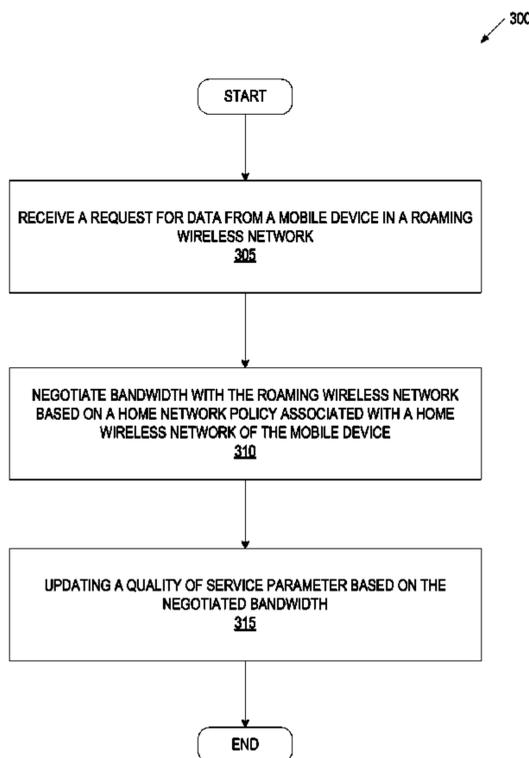 300
START
RECEIVE A REQUEST FOR DATA FROM A MOBILE DEVICE IN A ROAMING
WIRELESS NETWORK
305
NEGOTIATE BANDWIDTH WITH THE ROAMING WIRELESS NETWORK
BASED ON A HOME NETWORK POLICY ASSOCIATED WITH A HOME
WIRELESS NETWORK OF THE MOBILE DEVICE
310
UPDATING A QUALITY OF SERVICE PARAMETER BASED ON THE
NEGOTIATED BANDWIDTH
315
END